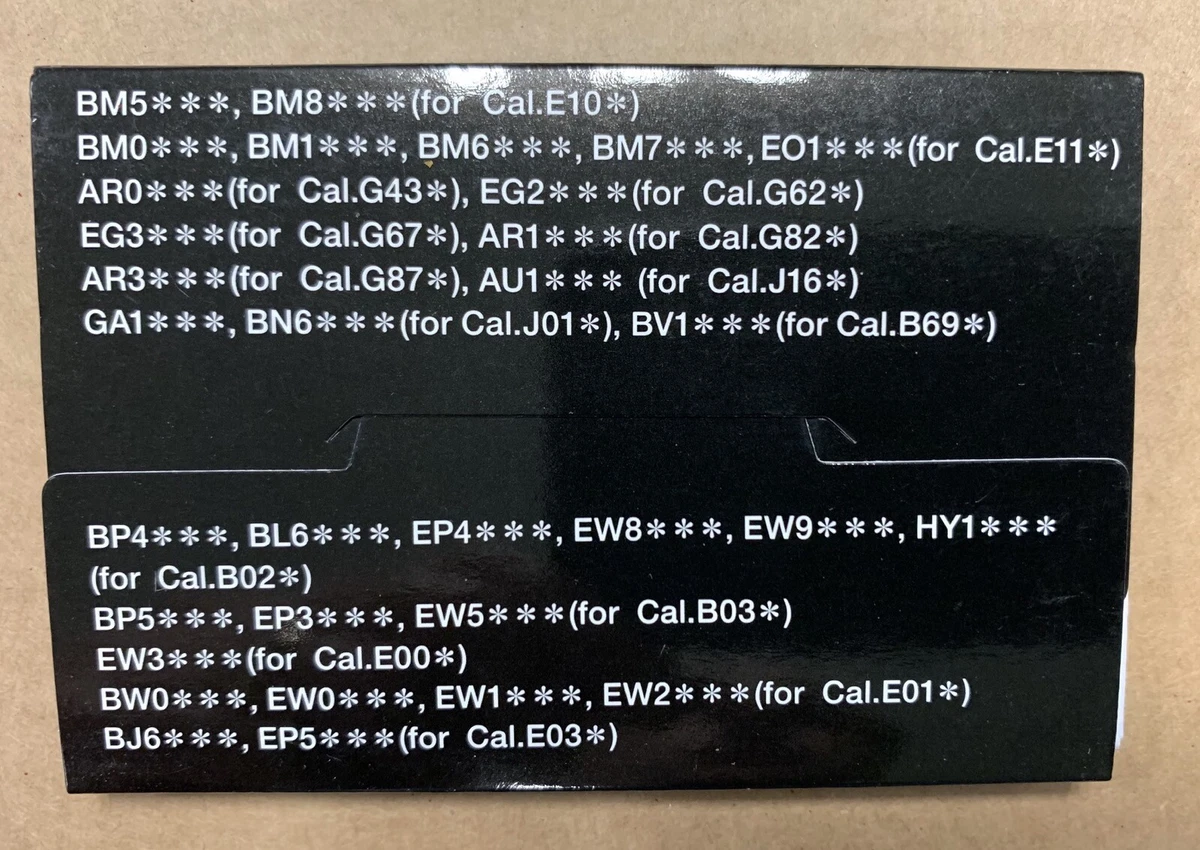 BM5***, BM8***(for Cal.E10*)
BM0***, BM1***, BM6***, BM7***, EO1***(for Cal.E11*)
AR0***(for Cal.G43*), EG2***(for Cal.G62*)
EG3***(for Cal.G67*), AR1***(for Cal.G82*)
AR3***(for Cal.G87*), AU1*** (for Cal.J16*)
GA1***, BN6***(for Cal.J01*), BV1***(for Cal.B69*)
BP4***, BL6***, EP4***, EW8***, EW9***, HY1***
(for Cal.B02*)
BP5***, EP3***, EW5***(for Cal.B03*)
EW3***(for Cal.E00*)
BW0***, EW0***, EW1***, EW2***(for Cal.E01*)
BJ6***, EP5***(for Cal.E03*)